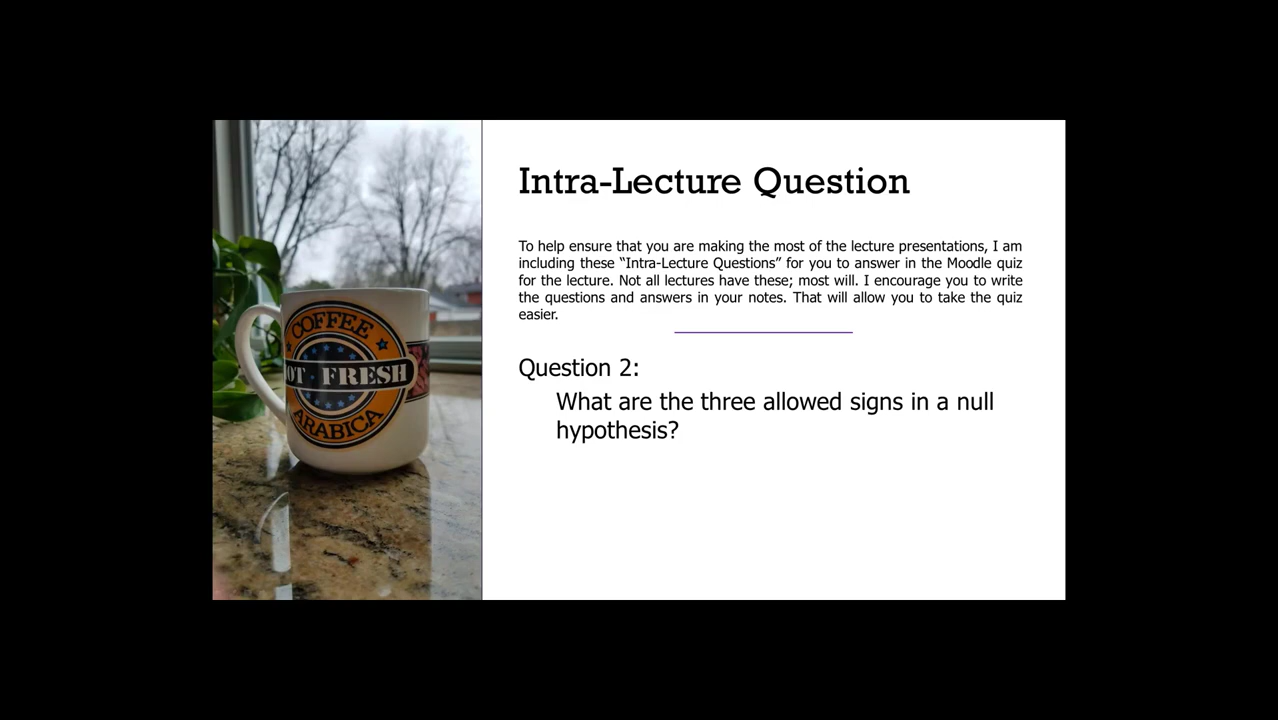 Intra-Lecture Question
To help ensure that you are making the most of the lecture presentations, I am
including these “Intra-Lecture Questions” for you to answer in the Moodle quiz
for the lecture. Not all lectures have these; most will. I encourage you to write
the questions and answers in your notes. That will allow you to take the quiz
easier.
Question 2:
What are the three allowed signs in a null
hypothesis?
COFFEE
OT FRESH
ARABICA